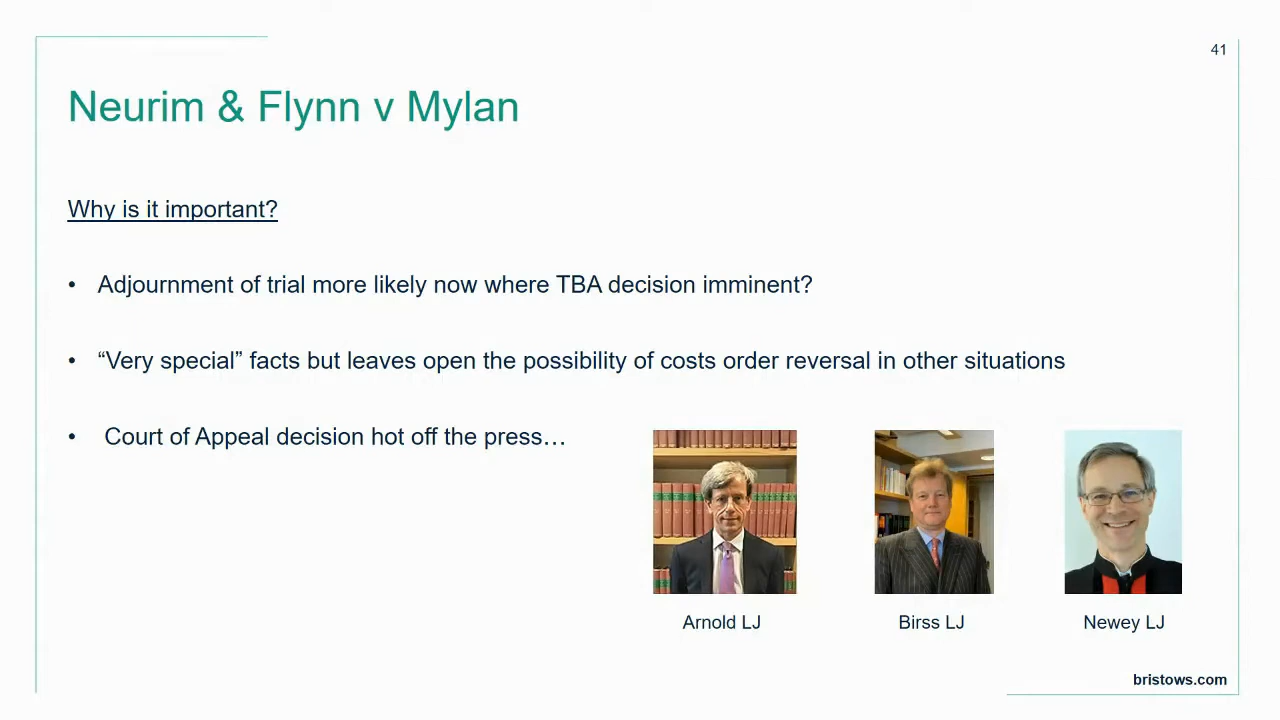 41
Neurim & Flynn v Mylan
Why is it important?
• Adjournment of trial more likely now where TBA decision imminent?
• “Very special” facts but leaves open the possibility of costs order reversal in other situations
• Court of Appeal decision hot off the press…
Arnold LJ
Birss LJ
Newey LJ
bristows.com